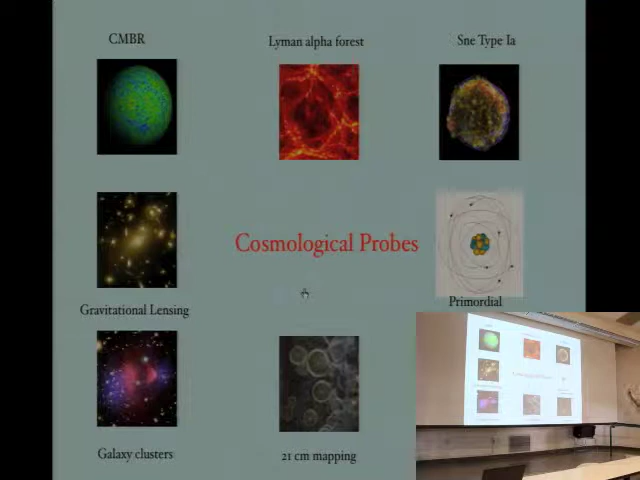 CMBR
Lyman alpha forest
Sne Type Ia
Cosmological Probes
Gravitational Lensing
Primordial
Galaxy clusters
21 cm mapping